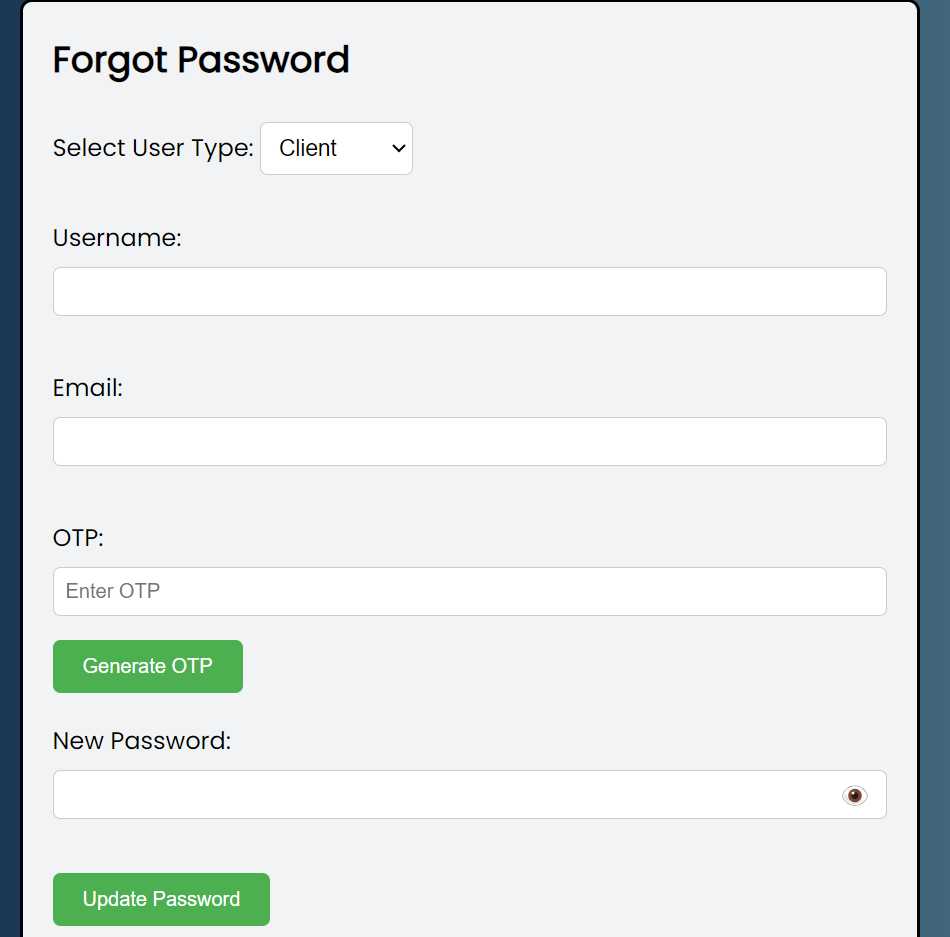 Forgot Password
Select User Type: Client
Username:
Email:
OTP:
Enter OTP
Generate OTP
New Password:
Update Password